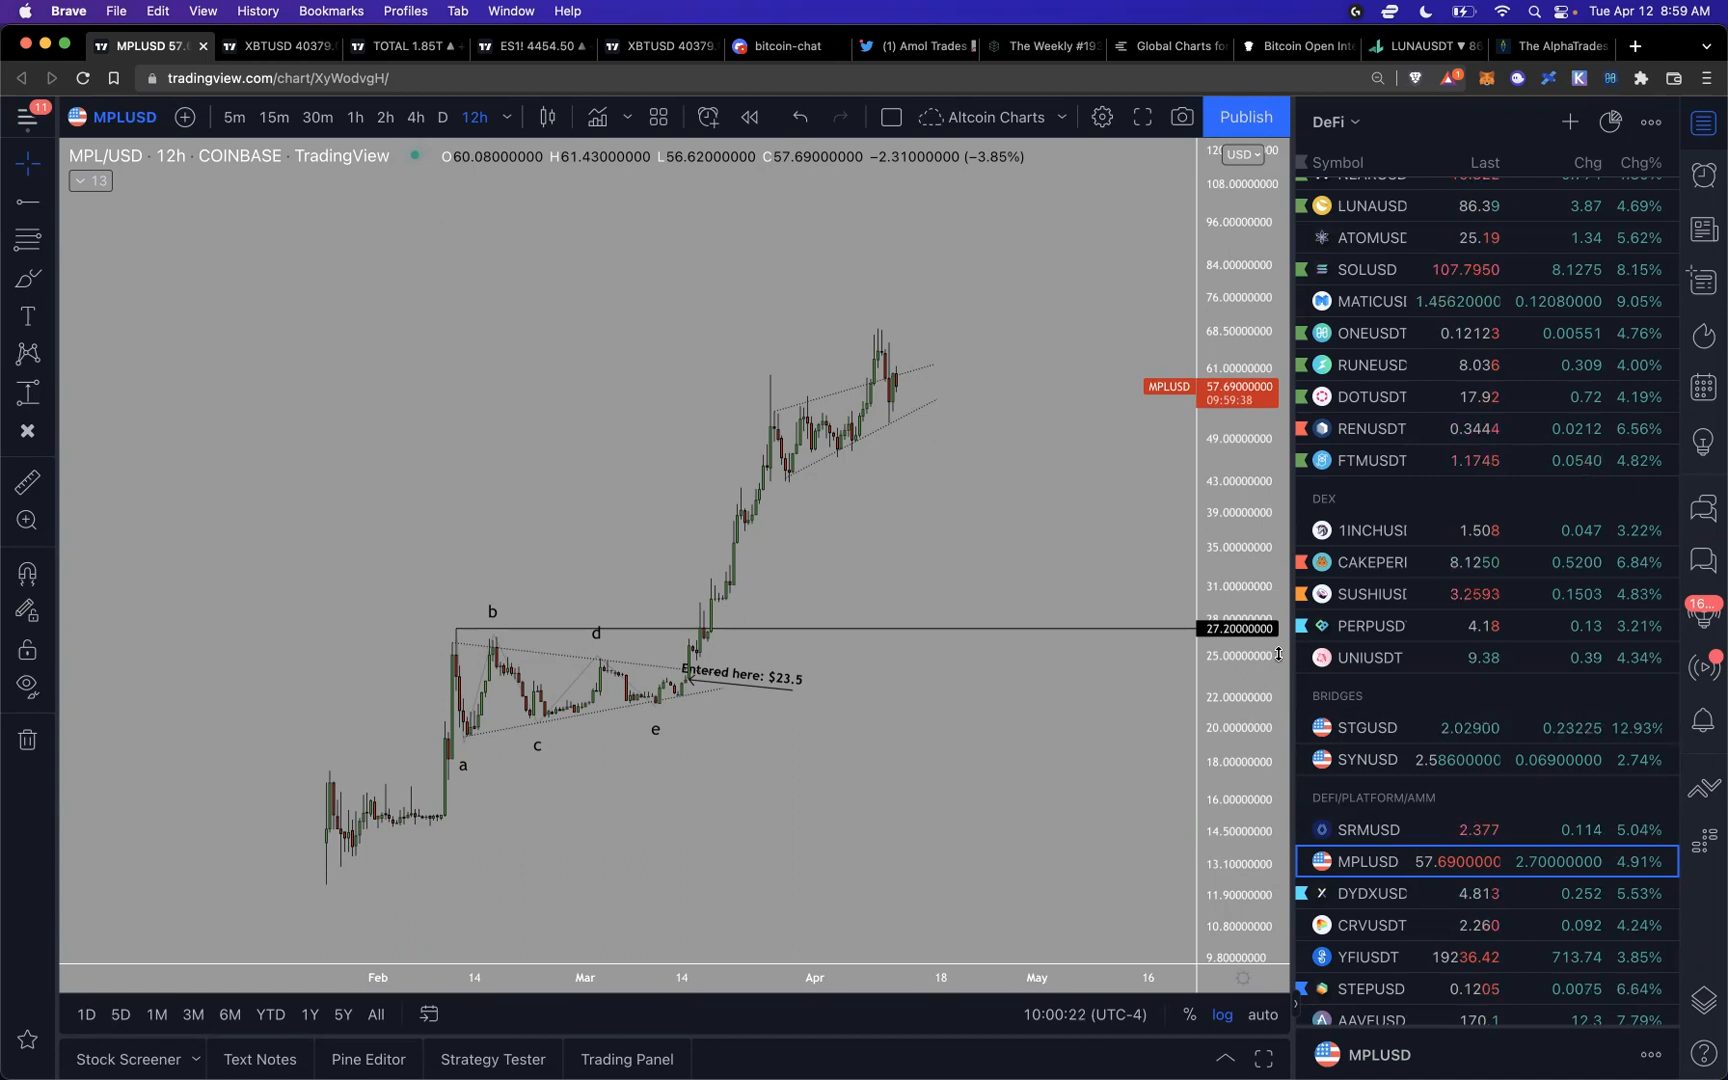 Brave File Edit View History Bookmarks Profiles Tab Window Help Tue Apr 12 8:59 AM
MPLUSD 57. XBTUSD 40379. TOTAL 1.85T ▲ ES1! 4454.50 ▲ XBTUSD 40379. bitcoin-chat (1) Amol Trades The Weekly #193 Global Charts fo Bitcoin Open Int LUNAUSDT ▼ 86 The AlphaTrades
tradingview.com/chart/XyWodvgH/ 1
11 MPLUSD 5m 15m 30m 1h 2h 4h D 12h Altcoin Charts Publish DeFi
MPL/USD · 12h · COINBASE · TradingView O60.08000000 H61.43000000 L56.62000000 C57.69000000 −2.31000000 (−3.85%)
13
USD
108.00000000
96.00000000
84.00000000
76.00000000
68.50000000
61.00000000
MPLUSD 57.69000000
09:59:38
49.00000000
43.00000000
39.00000000
35.00000000
31.00000000
28.00000000
27.20000000
25.00000000
22.00000000
20.00000000
18.00000000
16.00000000
14.50000000
13.10000000
11.90000000
10.80000000
9.80000000
b
d
Entered here: $23.5
e
c
a
Feb 14 Mar 14 Apr 18 May 16
1D 5D 1M 3M 6M YTD 1Y 5Y All 10:00:22 (UTC-4) % log auto
Stock Screener Text Notes Pine Editor Strategy Tester Trading Panel
Symbol Last Chg Chg%
LUNAUSD 86.39 3.87 4.69%
ATOMUSD 25.19 1.34 5.62%
SOLUSD 107.7950 8.1275 8.15%
MATICUSI 1.45620000 0.12080000 9.05%
ONEUSDT 0.12123 0.00551 4.76%
RUNEUSD 8.036 0.309 4.00%
DOTUSDT 17.92 0.72 4.19%
RENUSDT 0.3444 0.0212 6.56%
FTMUSDT 1.1745 0.0540 4.82%
DEX
1INCHUSI 1.508 0.047 3.22%
CAKEPERI 8.1250 0.5200 6.84%
SUSHIUSI 3.2593 0.1503 4.83%
PERPUSD 4.18 0.13 3.21%
UNIUSDT 9.38 0.39 4.34%
BRIDGES
STGUSD 2.02900 0.23225 12.93%
SYNUSD 2.58600000 0.06900000 2.74%
DEFI/PLATFORM/AMM
SRMUSD 2.377 0.114 5.04%
MPLUSD 57.6900000 2.70000000 4.91%
DYDXUSD 4.813 0.252 5.53%
CRVUSDT 2.260 0.092 4.24%
YFIUSDT 19236.42 713.74 3.85%
STEPUSD 0.1205 0.0075 6.64%
AAVEUSD 170.1 12.3 7.79%
MPLUSD
16...